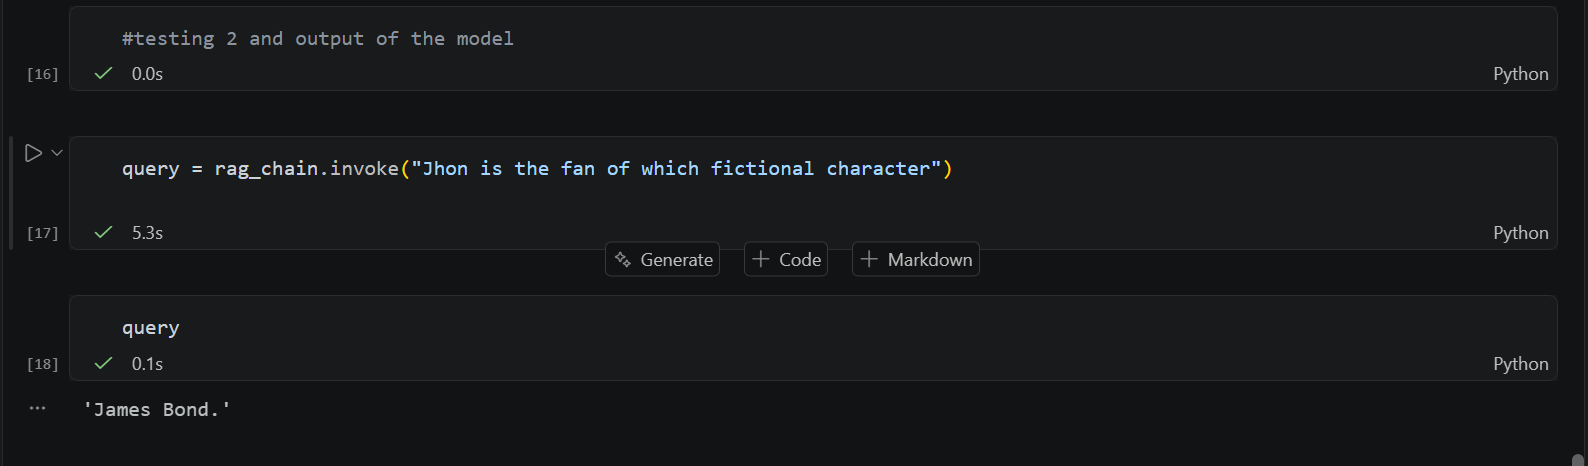 #testing 2 and output of the model
[16]
0.0s
Python
query = rag_chain.invoke("Jhon is the fan of which fictional character")
[17]
5.3s
Python
Generate
Code
Markdown
query
[18]
0.1s
Python
'James Bond.'